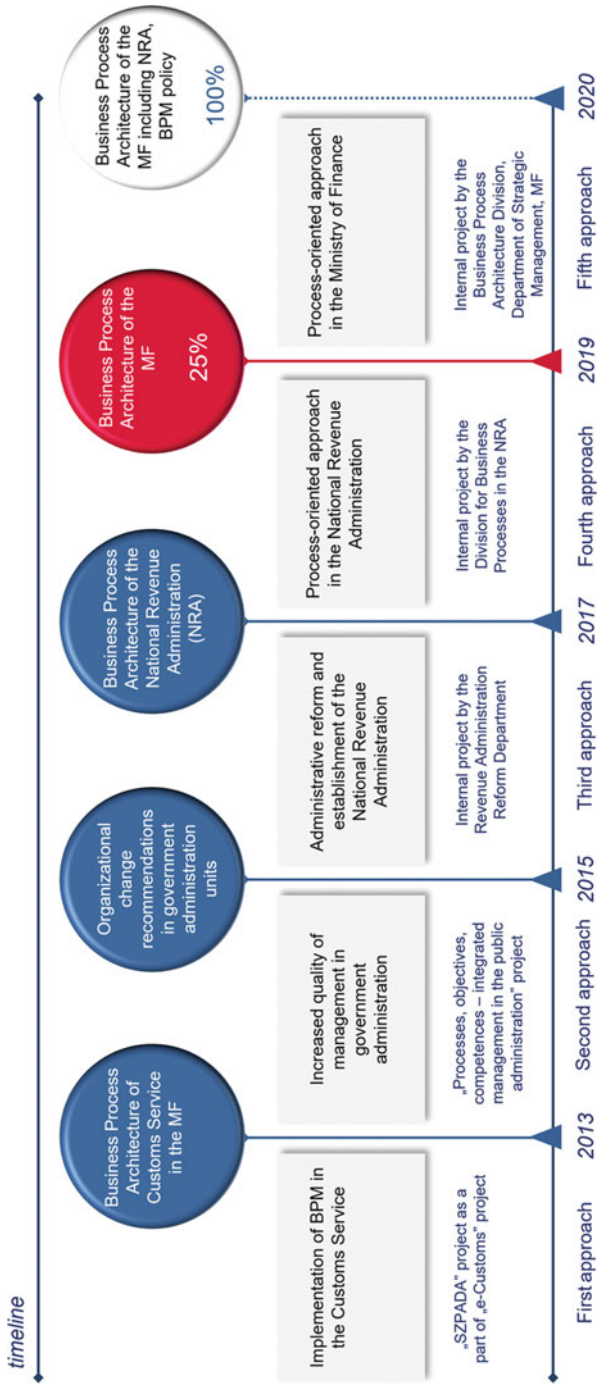 timeline
Business Process
Architecture of
Customs Service
in the MF
Organizational
change
recommendations
in government
administration
units
Business Process
Architecture of the
National Revenue
Administration
(NRA)
Business Process
Architecture of the
MF
25%
Business Process
Architecture of the
MF including NRA,
BPM policy
100%
Implementation of BPM in
the Customs Service
Increased quality of
management in
government
administration
Administrative reform and
establishment of the
National Revenue
Administration
Process-oriented approach
in the National Revenue
Administration
Process-oriented approach
in the Ministry of Finance
„SZPADA” project as a
part of „e-Customs” project
„Processes, objectives,
competences – integrated
management in the public
administration” project
Internal project by the
Revenue Administration
Reform Department
Internal project by the
Division for Business
Processes in the NRA
Internal project by the
Business Process
Architecture Division,
Department of Strategic
Management, MF
First approach
2013
Second approach
2015
Third approach
2017
Fourth approach
2019
Fifth approach
2020